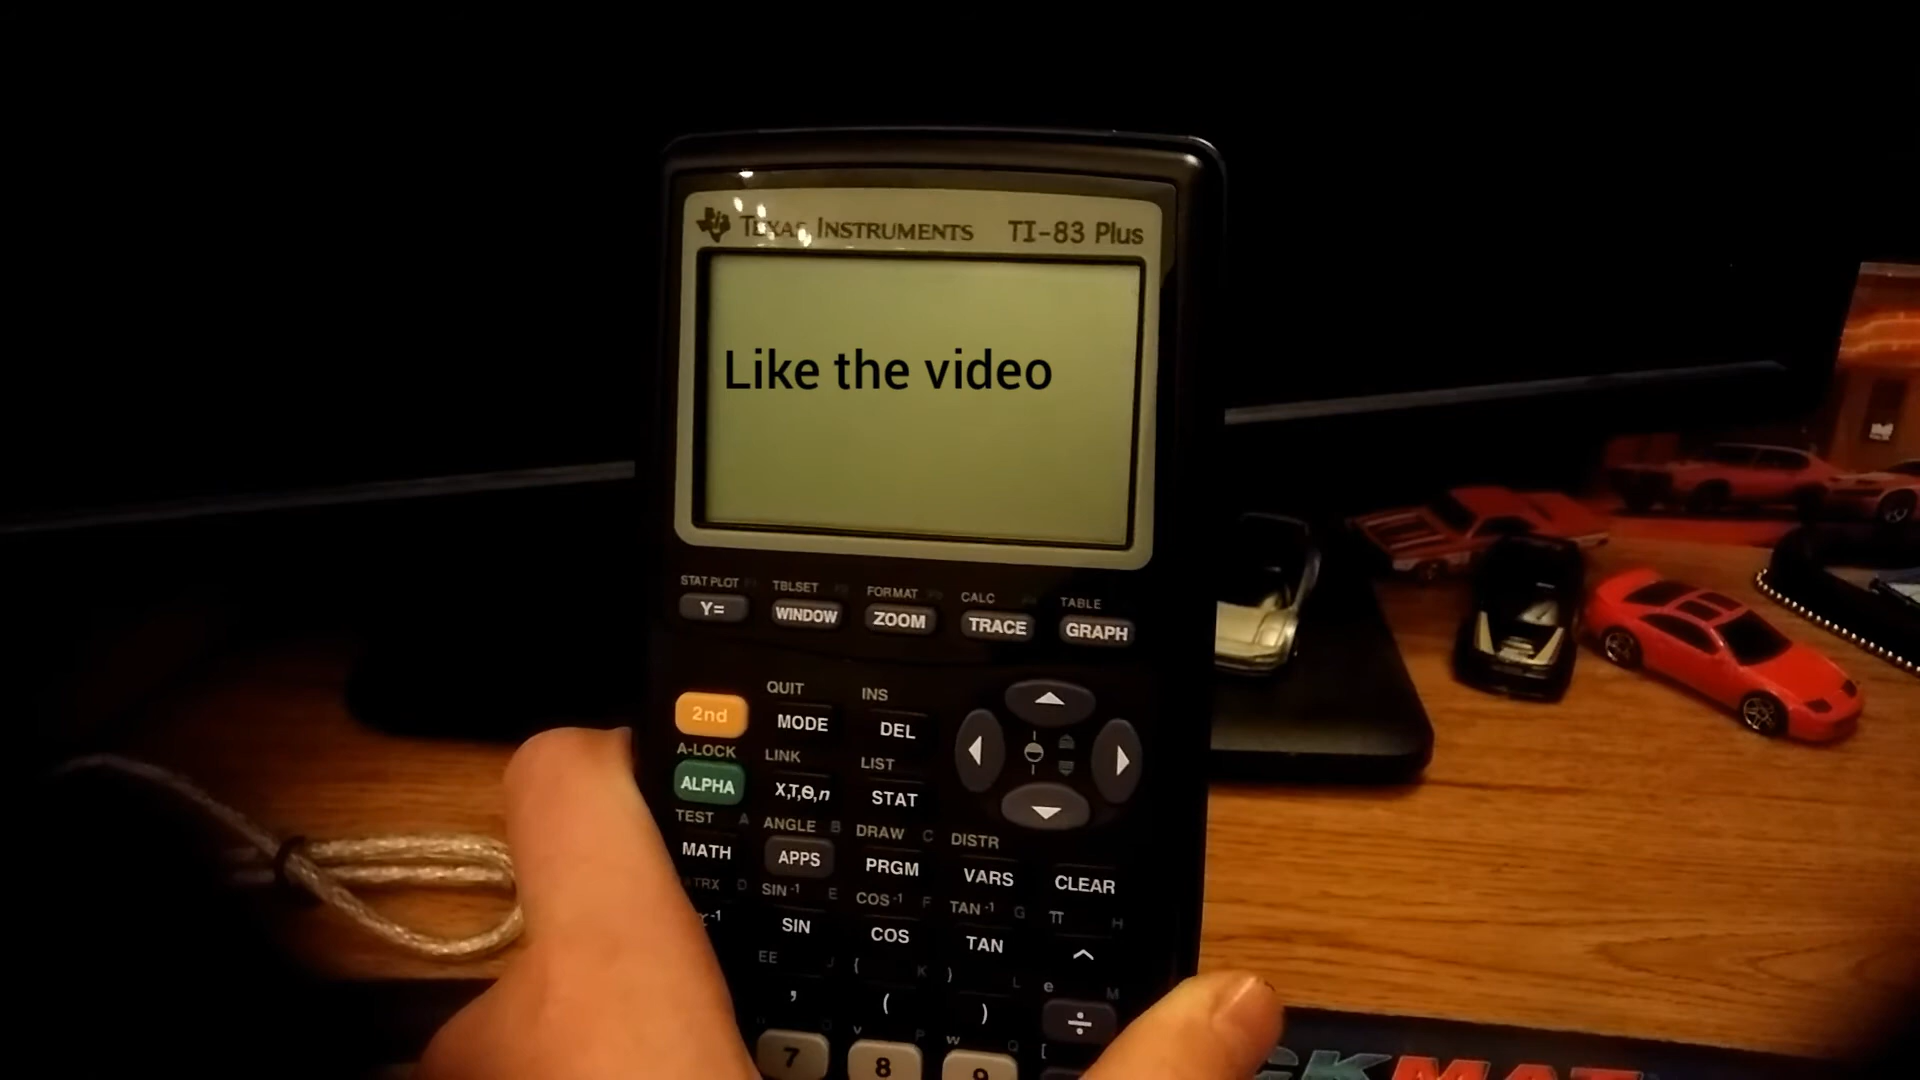 TEXAS INSTRUMENTS TI-83 Plus
Like the video
STAT PLOT TBLSET FORMAT CALC TABLE
Y= WINDOW ZOOM TRACE GRAPH
QUIT INS
2nd MODE DEL
A-LOCK LINK LIST
ALPHA X,T,Θ,n STAT
TEST A ANGLE B DRAW C DISTR
MATH APPS PRGM VARS CLEAR
D SIN⁻¹ E COS⁻¹ F TAN⁻¹ G π H
SIN COS TAN ^
EE J { K } L e M
, ( ) ÷
v P w Q [
7 8 9